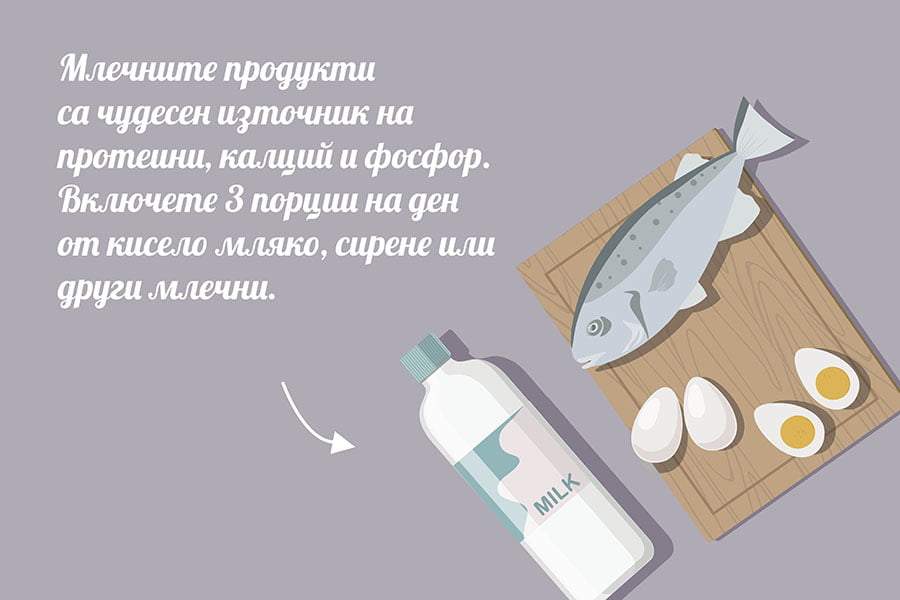 Млечните продукти
са чудесен източник на
протеини, калций и фосфор.
Включете 3 порции на ден
от кисело мляко, сирене или
други млечни.
MILK